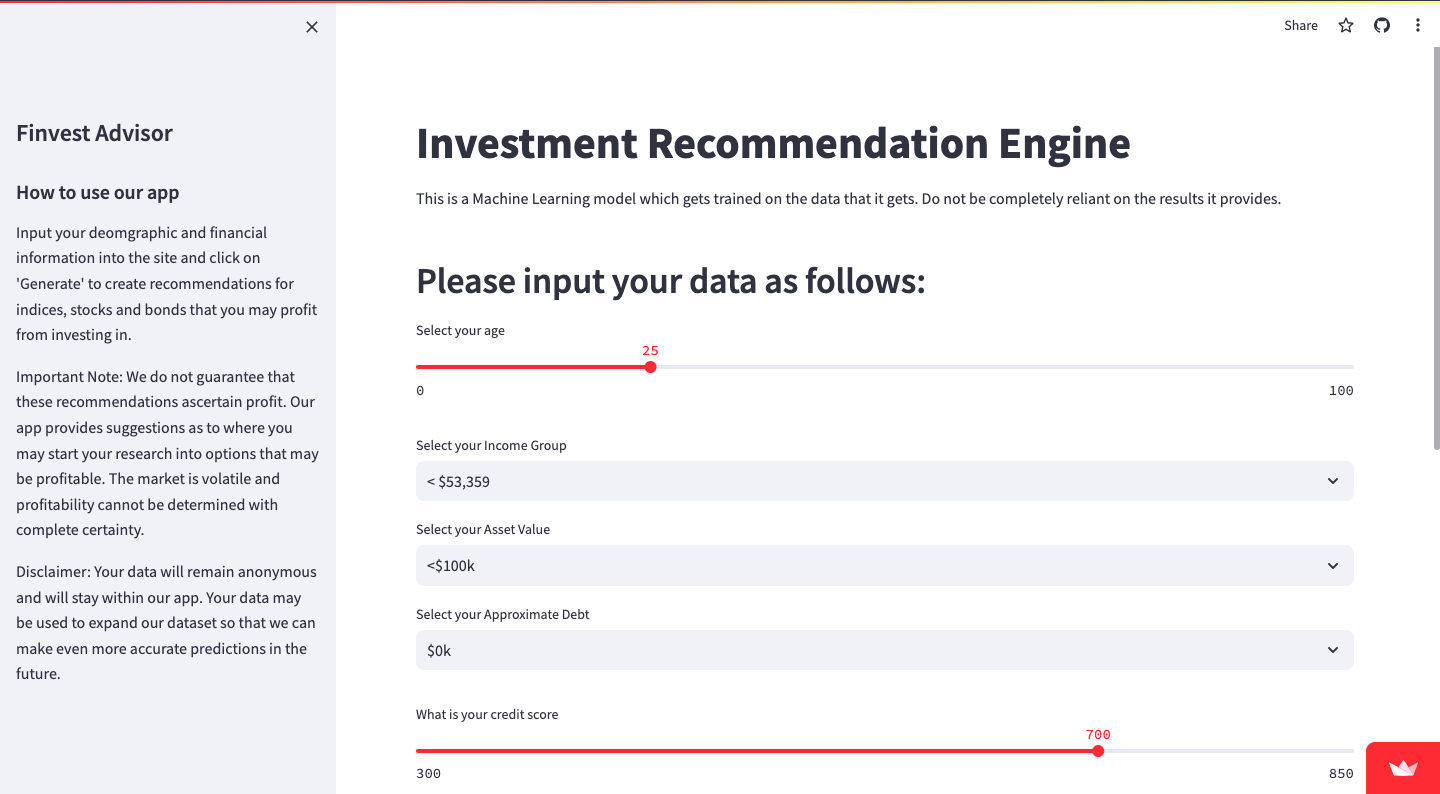 Share
Finvest Advisor
How to use our app
Input your deomgraphic and financial
information into the site and click on
'Generate' to create recommendations for
indices, stocks and bonds that you may profit
from investing in.
Important Note: We do not guarantee that
these recommendations ascertain profit. Our
app provides suggestions as to where you
may start your research into options that may
be profitable. The market is volatile and
profitability cannot be determined with
complete certainty.
Disclaimer: Your data will remain anonymous
and will stay within our app. Your data may
be used to expand our dataset so that we can
make even more accurate predictions in the
future.
Investment Recommendation Engine
This is a Machine Learning model which gets trained on the data that it gets. Do not be completely reliant on the results it provides.
Please input your data as follows:
Select your age
25
0 100
Select your Income Group
< $53,359
Select your Asset Value
<$100k
Select your Approximate Debt
$0k
What is your credit score
700
300 850